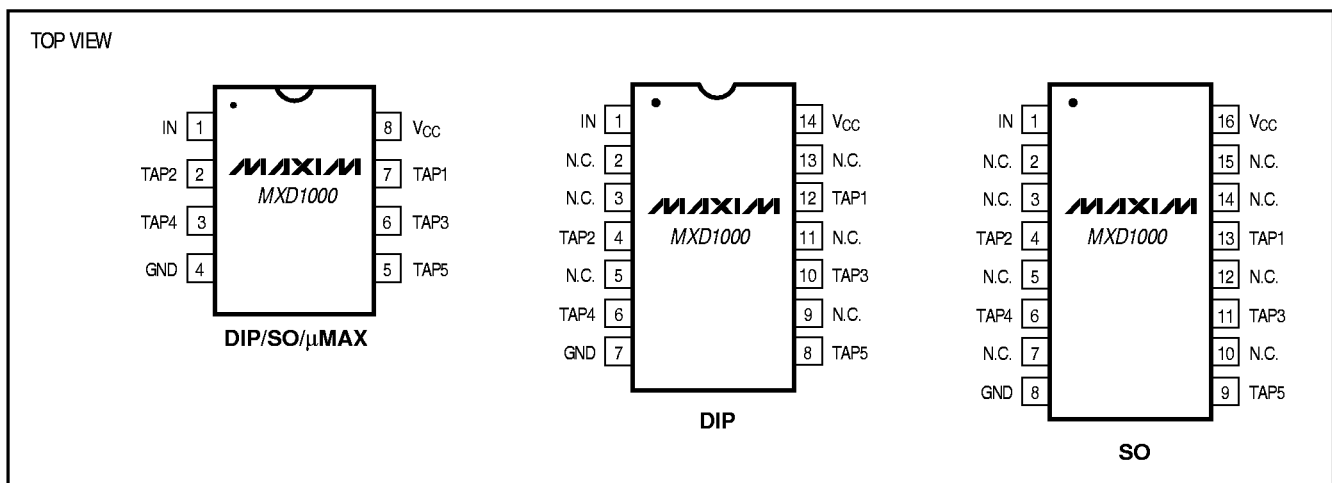 TOP VIEW
IN 1 8 VCC
TAP2 2 7 TAP1
TAP4 3 6 TAP3
GND 4 5 TAP5
MAXIM
MXD1000
DIP/SO/μMAX
IN 1 14 VCC
N.C. 2 13 N.C.
N.C. 3 12 TAP1
TAP2 4 11 N.C.
N.C. 5 10 TAP3
TAP4 6 9 N.C.
GND 7 8 TAP5
MAXIM
MXD1000
DIP
IN 1 16 VCC
N.C. 2 15 N.C.
N.C. 3 14 N.C.
TAP2 4 13 TAP1
N.C. 5 12 N.C.
TAP4 6 11 TAP3
N.C. 7 10 N.C.
GND 8 9 TAP5
MAXIM
MXD1000
SO